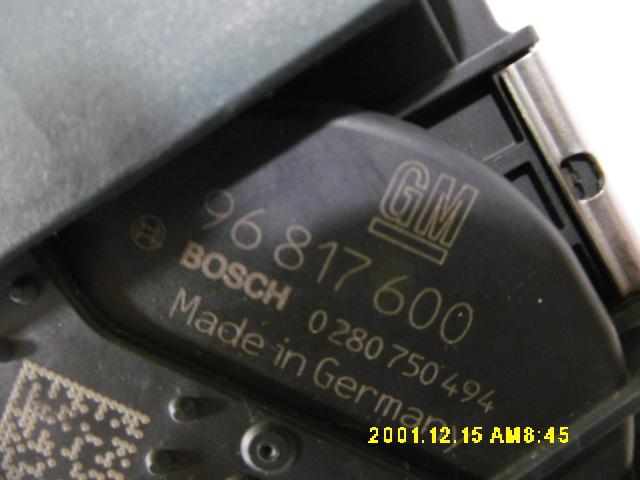 GM
96 817 600
BOSCH 0 280 750 494
Made in Germany
2001.12.15 AM8:45